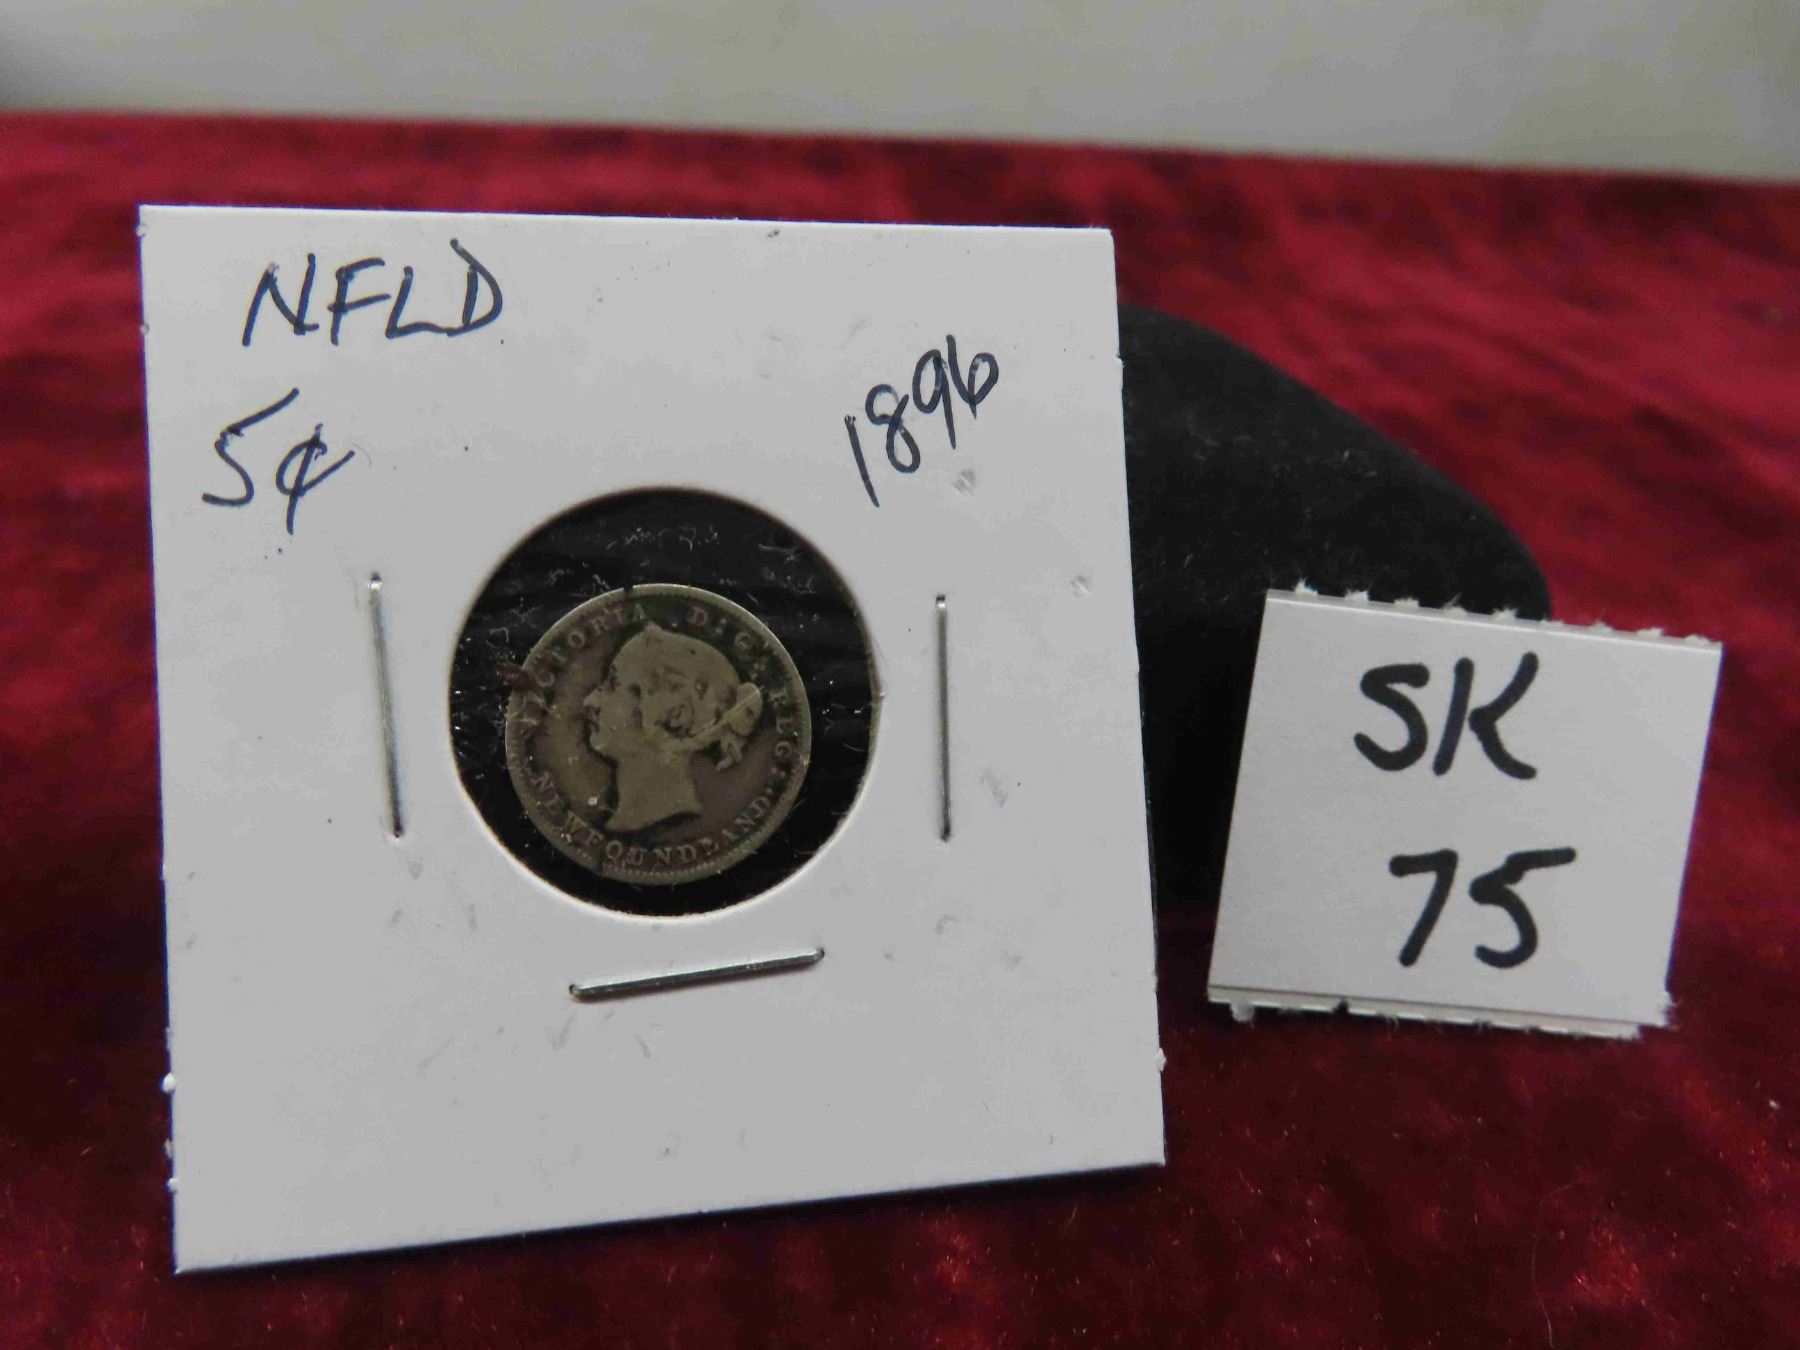 NFLD
5¢
1896
VICTORIA D:G: REG:
NEWFOUNDLAND.
SK
75